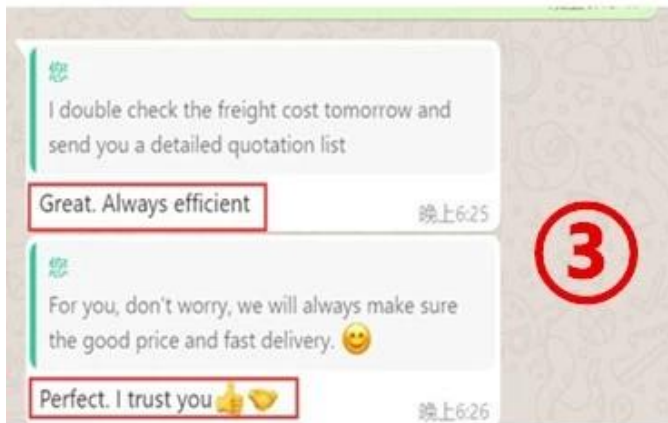 您
I double check the freight cost tomorrow and
send you a detailed quotation list
Great. Always efficient
晚上6:25
您
For you, don't worry, we will always make sure
the good price and fast delivery. 😊
Perfect. I trust you👍🤝
晚上6:26
③